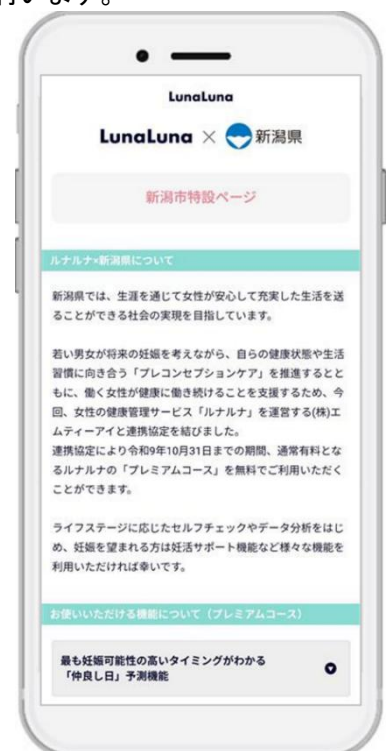 行います。
LunaLuna
LunaLuna × 新潟県
新潟市特設ページ
ルナルナ×新潟県について
新潟県では、生涯を通じて女性が安心して充実した生活を送
ることができる社会の実現を目指しています。
若い男女が将来の妊娠を考えながら、自らの健康状態や生活
習慣に向き合う「プレコンセプションケア」を推進するとと
もに、働く女性が健康に働き続けることを支援するため、今
回、女性の健康管理サービス「ルナルナ」を運営する(株)エ
ムティーアイと連携協定を結びました。
連携協定により令和9年10月31日までの期間、通常有料とな
るルナルナの「プレミアムコース」を無料でご利用いただく
ことができます。
ライフステージに応じたセルフチェックやデータ分析をはじ
め、妊娠を望まれる方は妊活サポート機能など様々な機能を
利用いただければ幸いです。
お使いいただける機能について（プレミアムコース）
最も妊娠可能性の高いタイミングがわかる
「仲良し日」予測機能